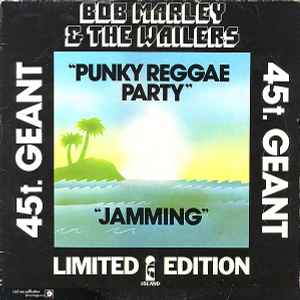 BOB MARLEY
& THE WAILERS
"PUNKY REGGAE
PARTY"
45t. GEANT
45t. GEANT
"JAMMING"
LIMITED EDITION
ISLAND